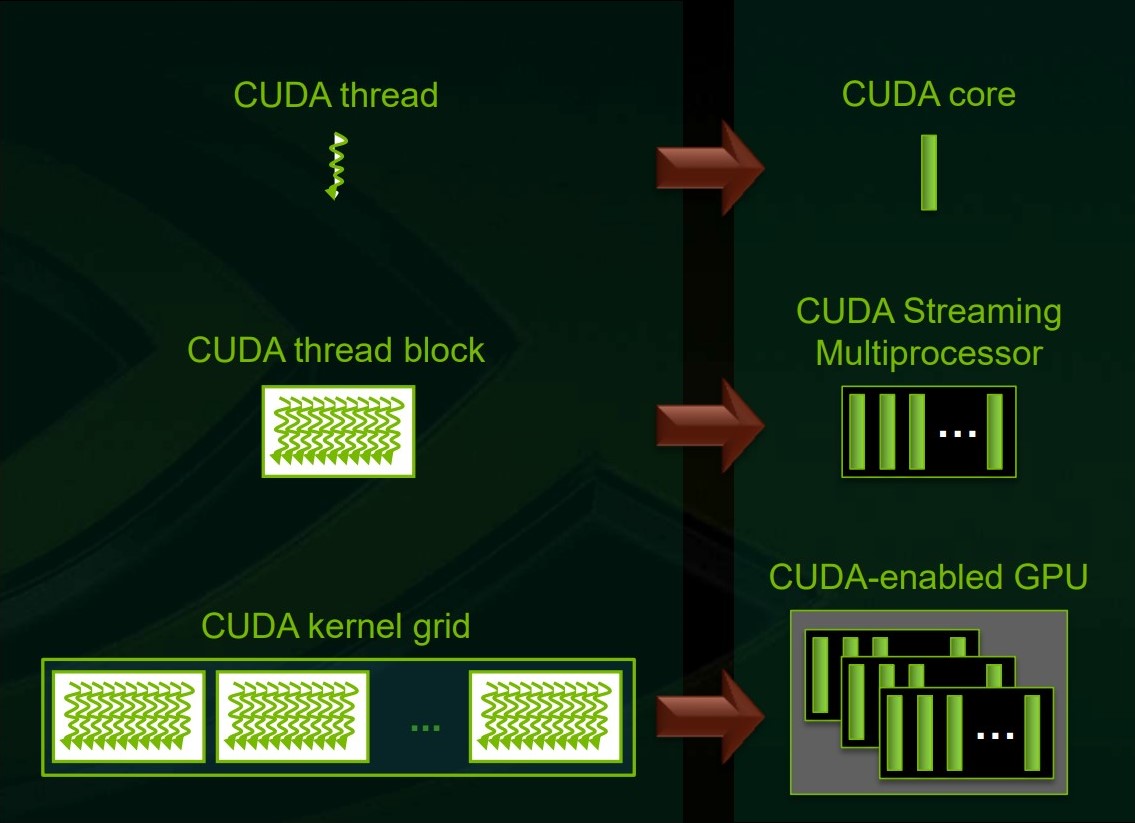 CUDA thread
CUDA core
CUDA thread block
CUDA Streaming
Multiprocessor
...
CUDA kernel grid
...
CUDA-enabled GPU
...